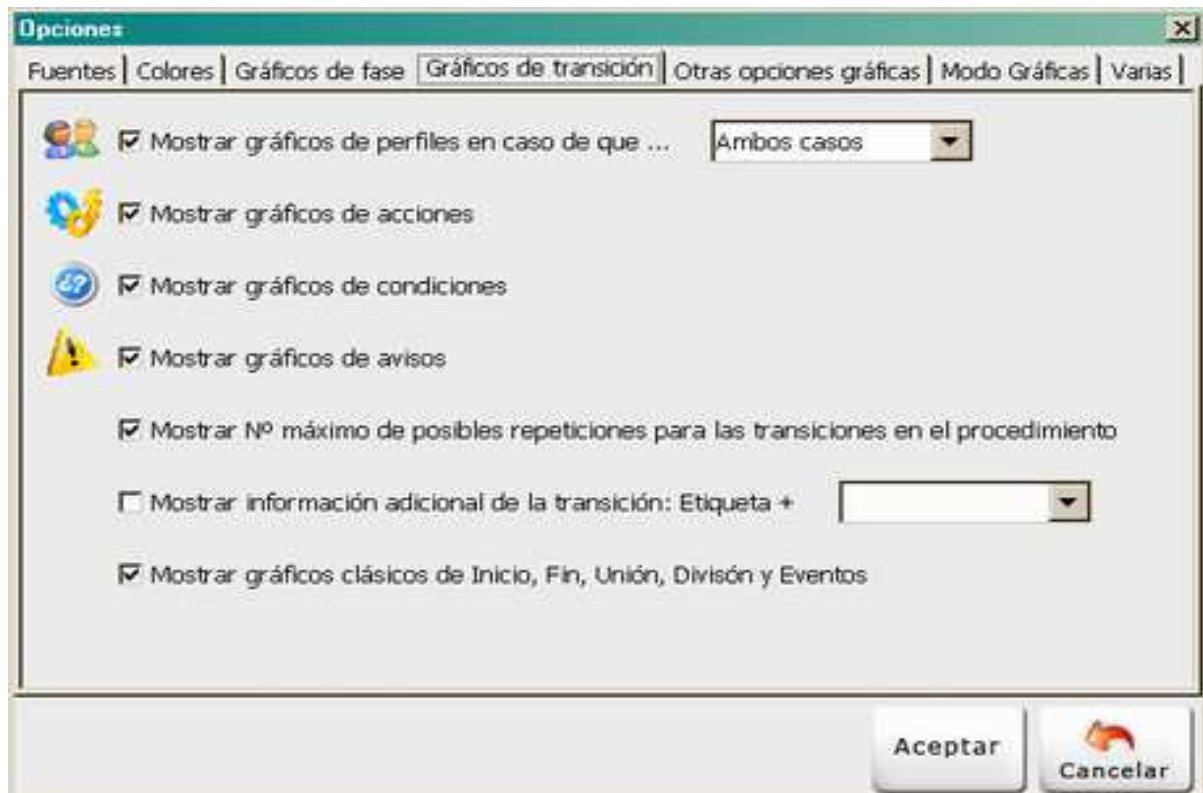 Opciones
Fuentes Colores Gráficos de fase Gráficos de transición Otras opciones gráficas Modo Gráficas Varias
Mostrar gráficos de perfiles en caso de que ... Ambos casos
Mostrar gráficos de acciones
¿? Mostrar gráficos de condiciones
! Mostrar gráficos de avisos
Mostrar Nº máximo de posibles repeticiones para las transiciones en el procedimiento
Mostrar información adicional de la transición: Etiqueta +
Mostrar gráficos clásicos de Inicio, Fin, Unión, Divisón y Eventos
Aceptar
Cancelar